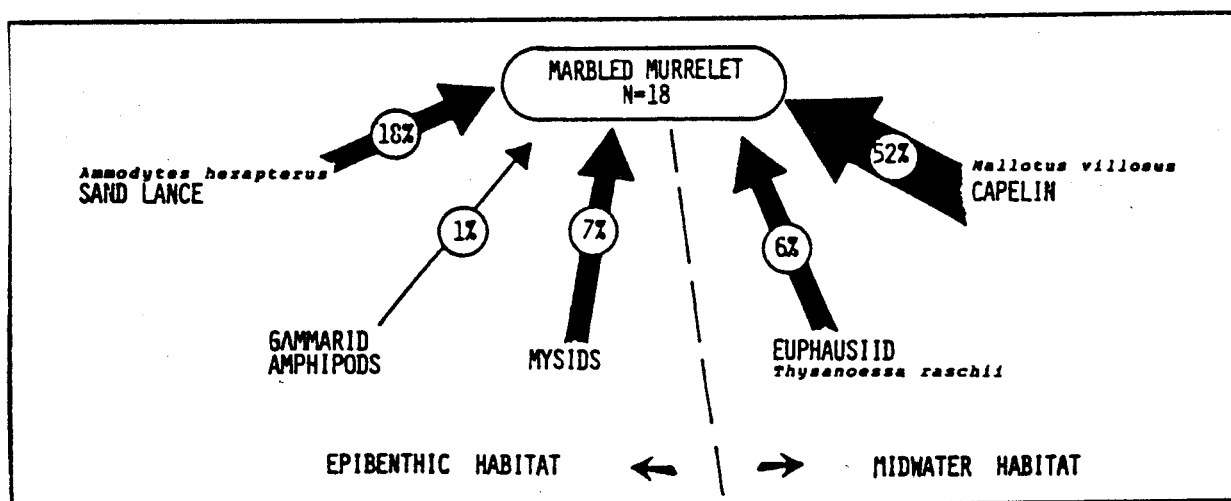 MARBLED MURRELET
N=18
18%
52%
Ammodytes hexapterus
SAND LANCE
Mallotus villosus
CAPELIN
1%
7%
6%
GAMMARID
AMPHIPODS
MYSIDS
EUPHAUSIID
Thysanoessa raschii
EPIBENTHIC HABITAT
MIDWATER HABITAT